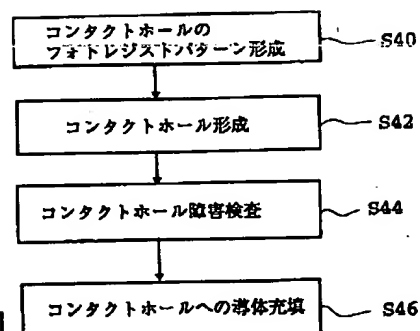 コンタクトホールの
フォトレジストパターン形成
S40
コンタクトホール形成
S42
コンタクトホール障害検査
S44
コンタクトホールへの導体充填
S46